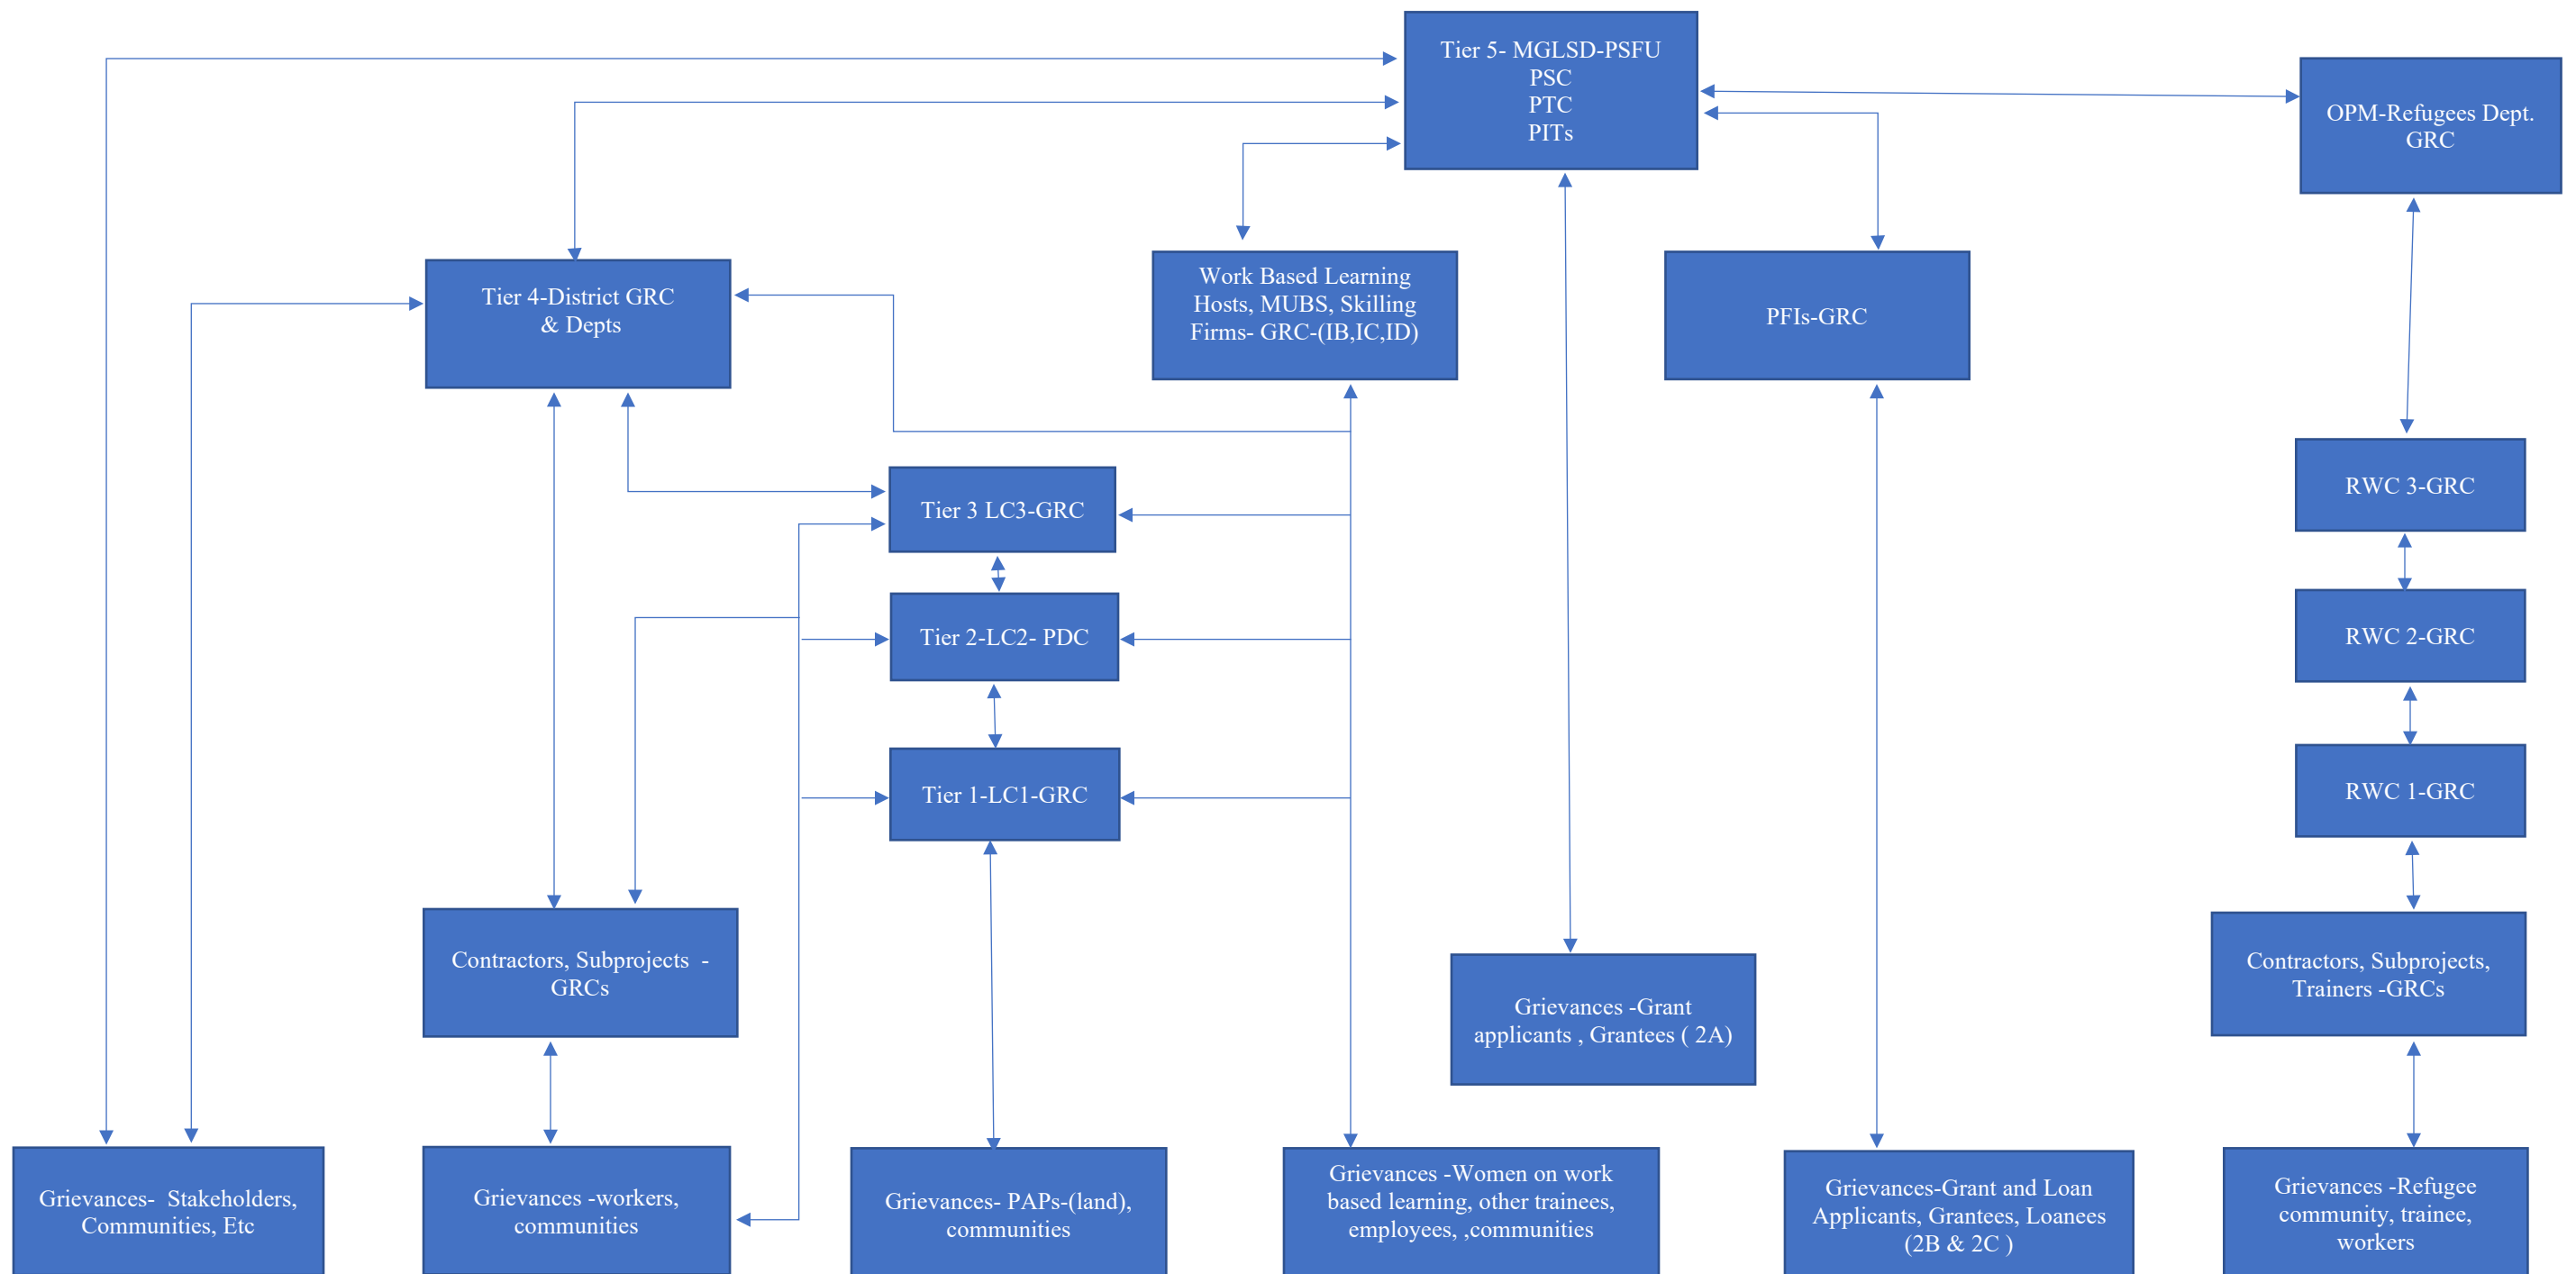 Tier 5- MGLSD-PSFU
PSC
PTC
PITs
OPM-Refugees Dept.
GRC
Tier 4-District GRC
& Depts
Work Based Learning
Hosts, MUBS, Skilling
Firms- GRC-(IB,IC,ID)
PFIs-GRC
Tier 3 LC3-GRC
RWC 3-GRC
Tier 2-LC2- PDC
RWC 2-GRC
Tier 1-LC1-GRC
RWC 1-GRC
Contractors, Subprojects  -
GRCs
Grievances -Grant
applicants , Grantees ( 2A)
Contractors, Subprojects,
Trainers -GRCs
Grievances-  Stakeholders,
Communities, Etc
Grievances -workers,
communities
Grievances- PAPs-(land),
communities
Grievances -Women on work
based learning, other trainees,
employees, ,communities
Grievances-Grant and Loan
Applicants, Grantees, Loanees
(2B & 2C )
Grievances -Refugee
community, trainee,
workers